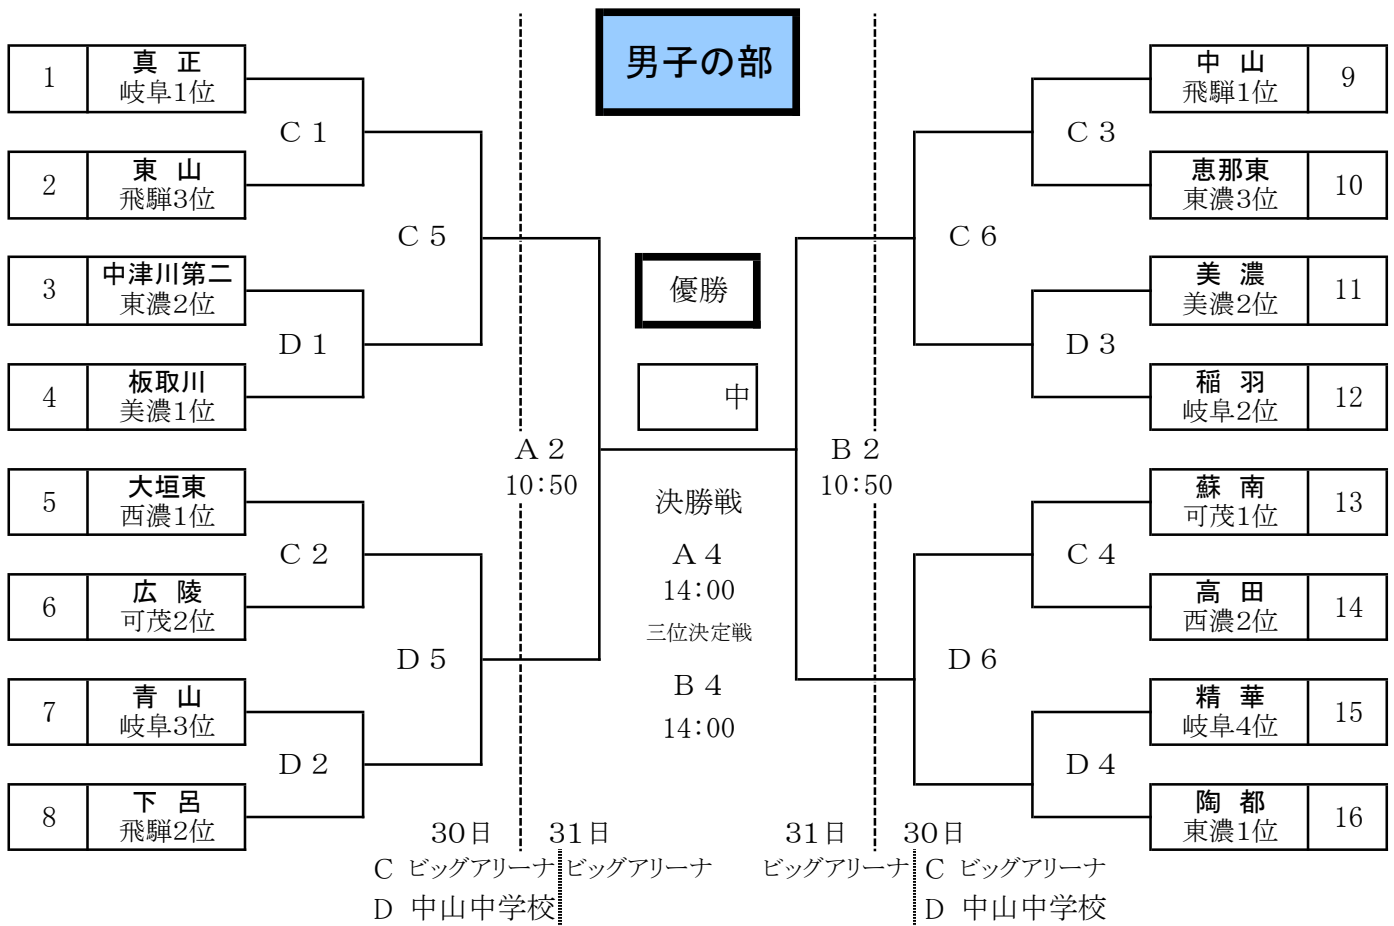 男子の部
1
真 正
岐阜1位
2
東 山
飛騨3位
3
中津川第二
東濃2位
4
板取川
美濃1位
5
大垣東
西濃1位
6
広 陵
可茂2位
7
青 山
岐阜3位
8
下 呂
飛騨2位
C 1
D 1
C 2
D 2
C 5
D 5
A 2
10:50
優勝
中
決勝戦
A 4
14:00
三位決定戦
B 4
14:00
B 2
10:50
C 6
D 6
C 3
D 3
C 4
D 4
中 山
飛騨1位
9
恵那東
東濃3位
10
美 濃
美濃2位
11
稲 羽
岐阜2位
12
蘇 南
可茂1位
13
高 田
西濃2位
14
精 華
岐阜4位
15
陶 都
東濃1位
16
30日 31日 31日 30日
C ビッグアリーナ ビッグアリーナ ビッグアリーナ C ビッグアリーナ
D 中山中学校 D 中山中学校